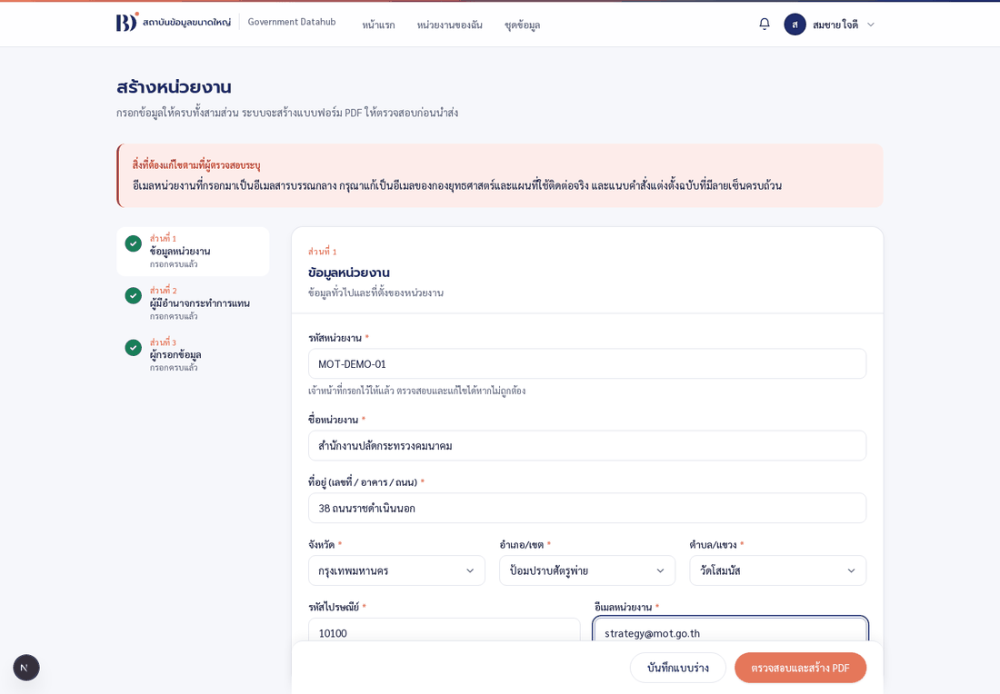 สถาบันข้อมูลขนาดใหญ่
Government Datahub
หน้าแรก
หน่วยงานของฉัน
ชุดข้อมูล
ส
สมชาย ใจดี
สร้างหน่วยงาน
กรอกข้อมูลให้ครบทั้งสามส่วน ระบบจะสร้างแบบฟอร์ม PDF ให้ตรวจสอบก่อนนำส่ง
สิ่งที่ต้องแก้ไขตามที่ผู้ตรวจสอบระบุ
อีเมลหน่วยงานที่กรอกมาเป็นอีเมลสารบรรณกลาง กรุณาแก้เป็นอีเมลของกองยุทธศาสตร์และแผนที่ใช้ติดต่อจริง และแนบคำสั่งแต่งตั้งฉบับที่มีลายเซ็นครบถ้วน
ส่วนที่ 1
ข้อมูลหน่วยงาน
กรอกครบแล้ว
ส่วนที่ 2
ผู้มีอำนาจกระทำการแทน
กรอกครบแล้ว
ส่วนที่ 3
ผู้กรอกข้อมูล
กรอกครบแล้ว
ส่วนที่ 1
ข้อมูลหน่วยงาน
ข้อมูลทั่วไปและที่ตั้งของหน่วยงาน
รหัสหน่วยงาน *
MOT-DEMO-01
เจ้าหน้าที่กรอกไว้ให้แล้ว ตรวจสอบและแก้ไขได้หากไม่ถูกต้อง
ชื่อหน่วยงาน *
สำนักงานปลัดกระทรวงคมนาคม
ที่อยู่ (เลขที่ / อาคาร / ถนน) *
38 ถนนราชดำเนินนอก
จังหวัด * อำเภอ/เขต * ตำบล/แขวง *
กรุงเทพมหานคร ป้อมปราบศัตรูพ่าย วัดโสมนัส
รหัสไปรษณีย์ * อีเมลหน่วยงาน *
10100 strategy@mot.go.th
บันทึกแบบร่าง
ตรวจสอบและสร้าง PDF
N